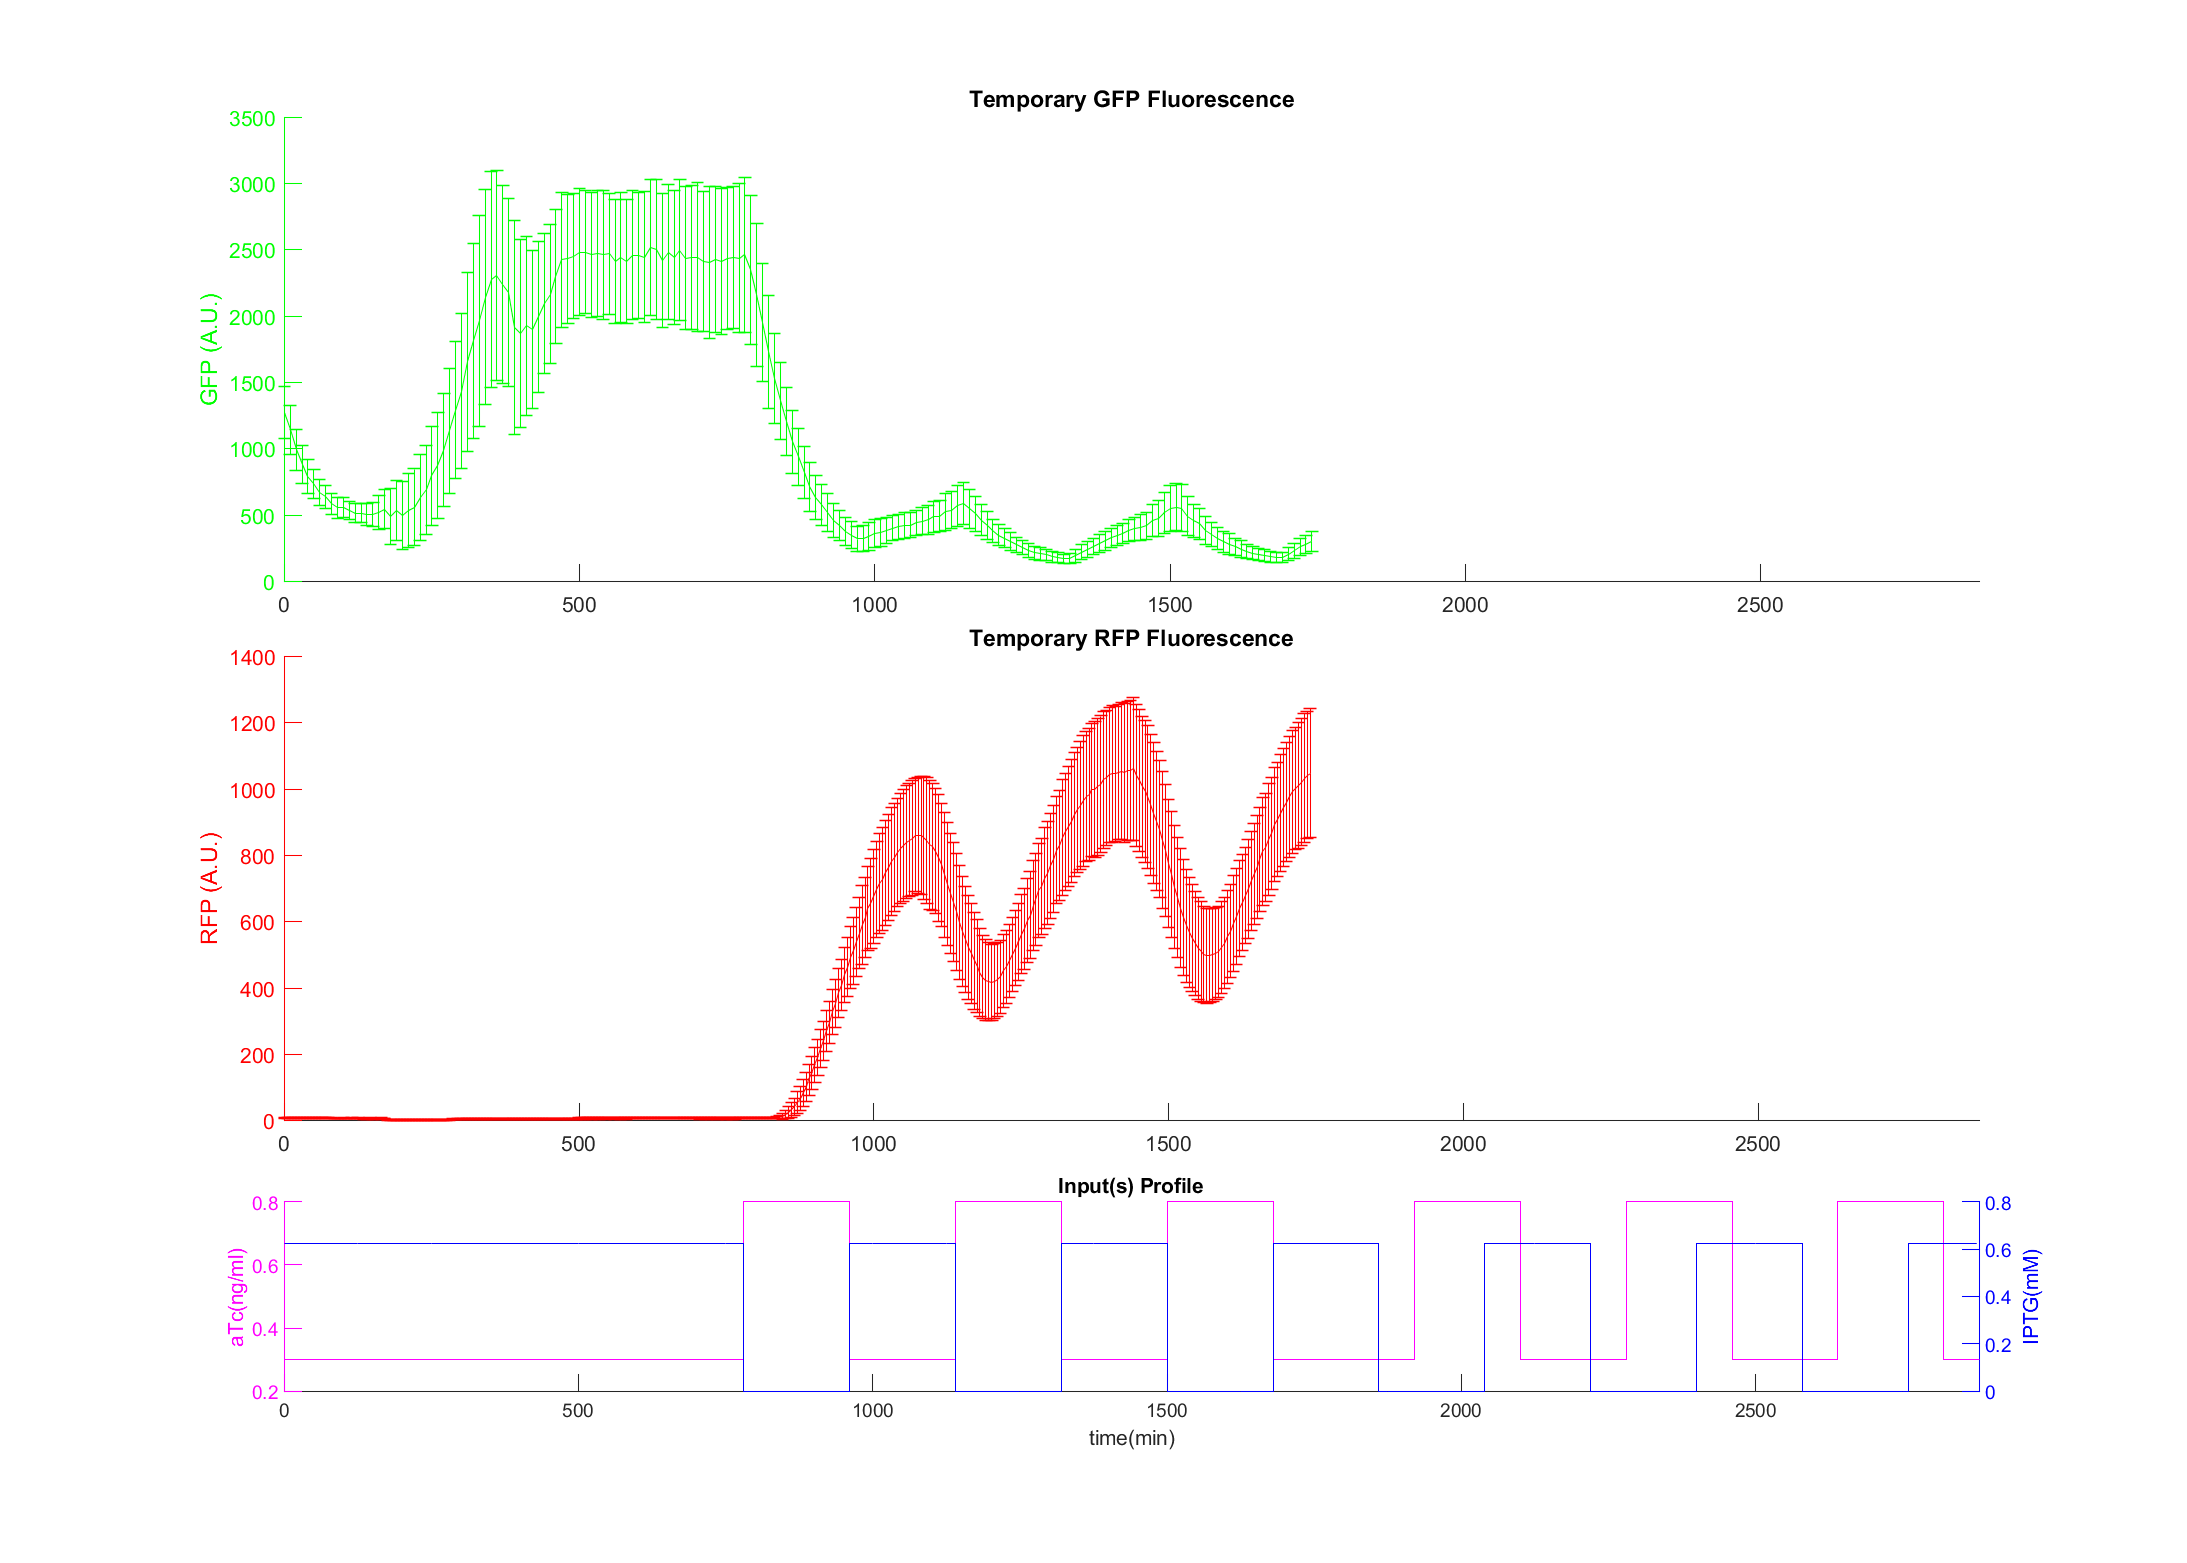 Temporary GFP Fluorescence
3500
3000
2500
2000
1500
1000
500
0
GFP (A.U.)
0 500 1000 1500 2000 2500
Temporary RFP Fluorescence
1400
1200
1000
800
600
400
200
0
RFP (A.U.)
0 500 1000 1500 2000 2500
Input(s) Profile
0.8
0.6
0.4
0.2
aTc(ng/ml)
0.8
0.6
0.4
0.2
0
IPTG(mM)
0 500 1000 1500 2000 2500
time(min)